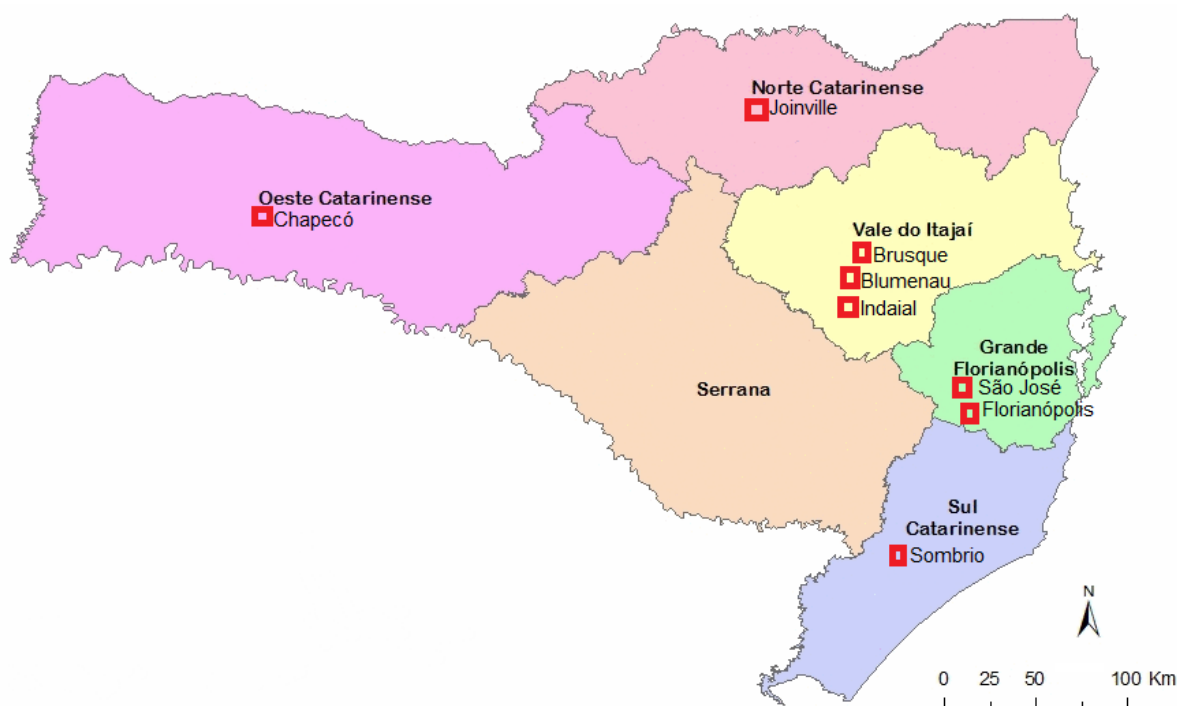 Norte Catarinense
Joinville
Oeste Catarinense
Chapecó
Vale do Itajaí
Brusque
Blumenau
Indaial
Grande
Florianópolis
São José
Florianópolis
Serrana
Sul
Catarinense
Sombrio
N
0 25 50 100 Km